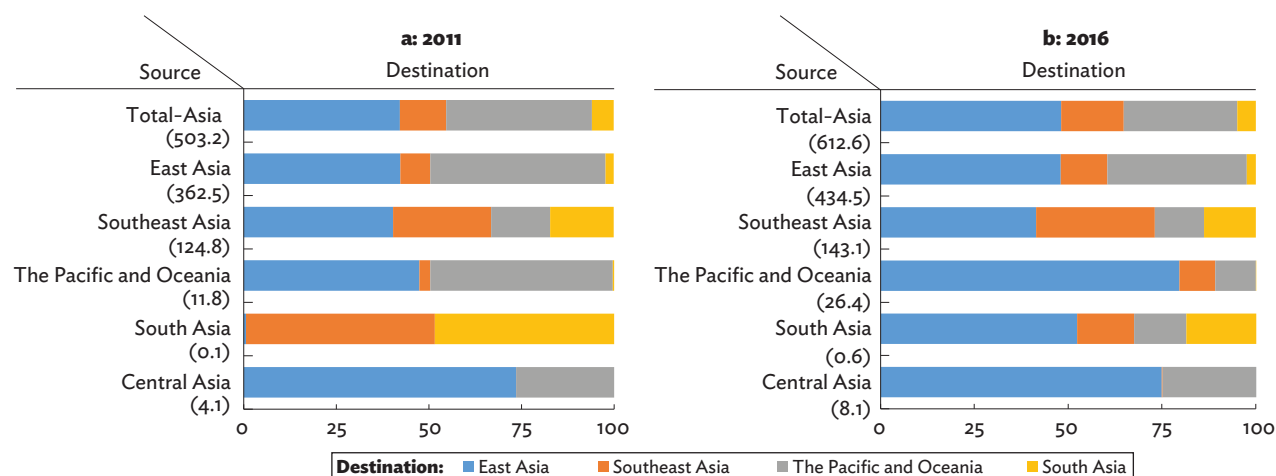 a: 2011
Source
Destination
Total-Asia
(503.2)
East Asia
(362.5)
Southeast Asia
(124.8)
The Pacific and Oceania
(11.8)
South Asia
(0.1)
Central Asia
(4.1)
0 25 50 75 100
b: 2016
Source
Destination
Total-Asia
(612.6)
East Asia
(434.5)
Southeast Asia
(143.1)
The Pacific and Oceania
(26.4)
South Asia
(0.6)
Central Asia
(8.1)
0 25 50 75 100
Destination: East Asia Southeast Asia The Pacific and Oceania South Asia